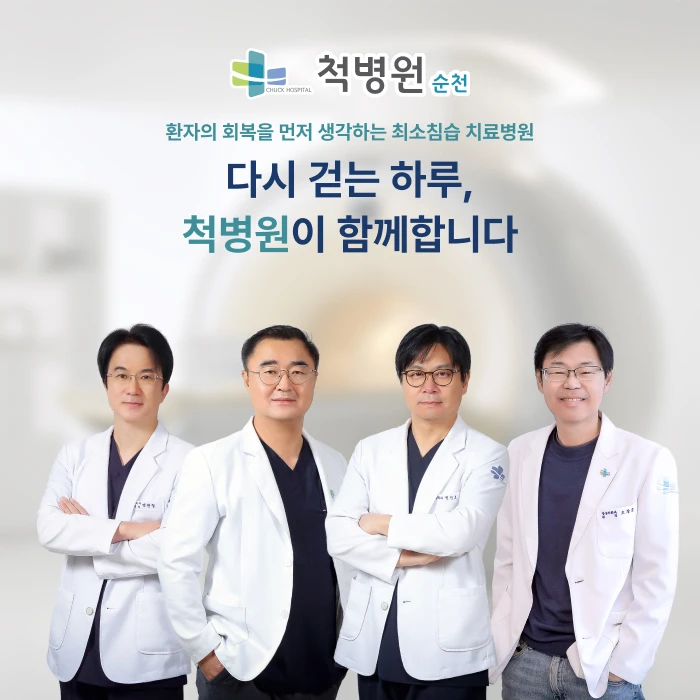 CHUCK HOSPITAL
척병원 순천
환자의 회복을 먼저 생각하는 최소침습 치료병원
다시 걷는 하루,
척병원이 함께합니다